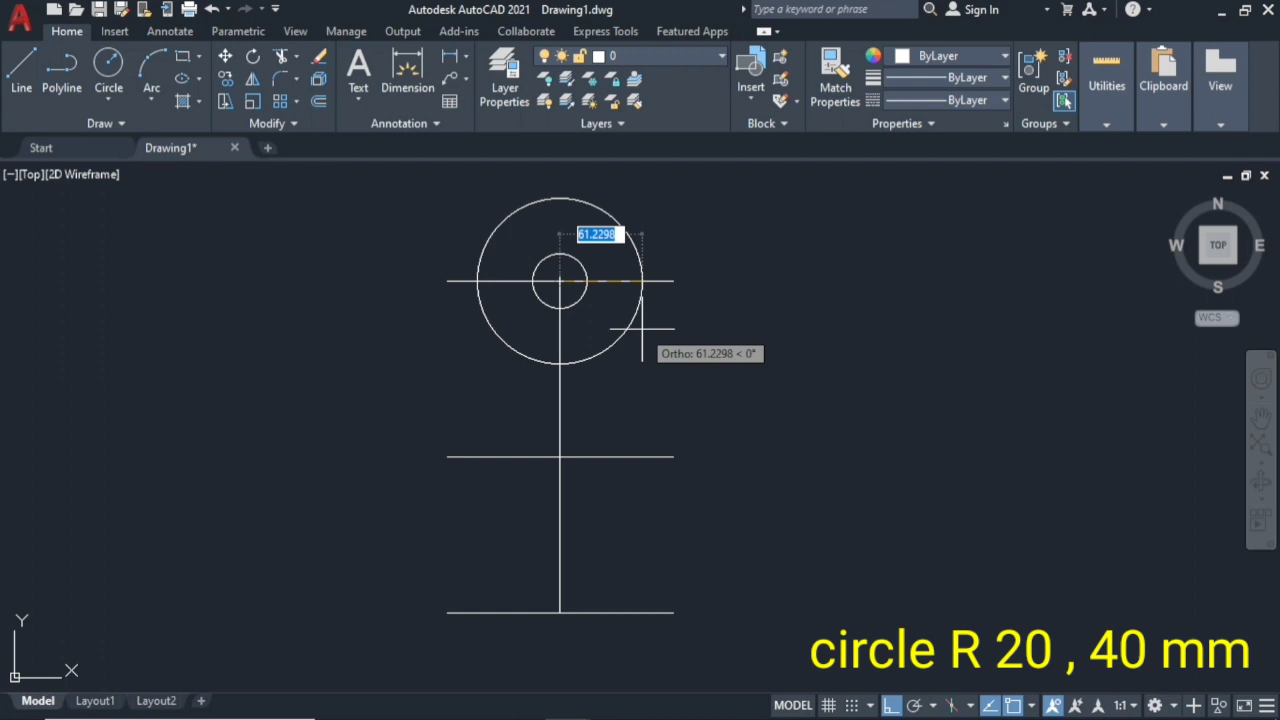 Autodesk AutoCAD 2021 Drawing1.dwg
Type a keyword or phrase
Sign In
Home Insert Annotate Parametric View Manage Output Add-ins Collaborate Express Tools Featured Apps
Line Polyline Circle Arc
Text Dimension
Layer Properties
0
Insert
Match Properties
ByLayer
ByLayer
ByLayer
Group
Utilities
Clipboard
View
Draw Modify Annotation Layers Block Properties Groups
Start Drawing1*
[−][Top][2D Wireframe]
N
W TOP E
S
WCS
61.2298
Ortho: 61.2298 < 0°
Y
X
circle R 20 , 40 mm
Model Layout1 Layout2
MODEL
1:1